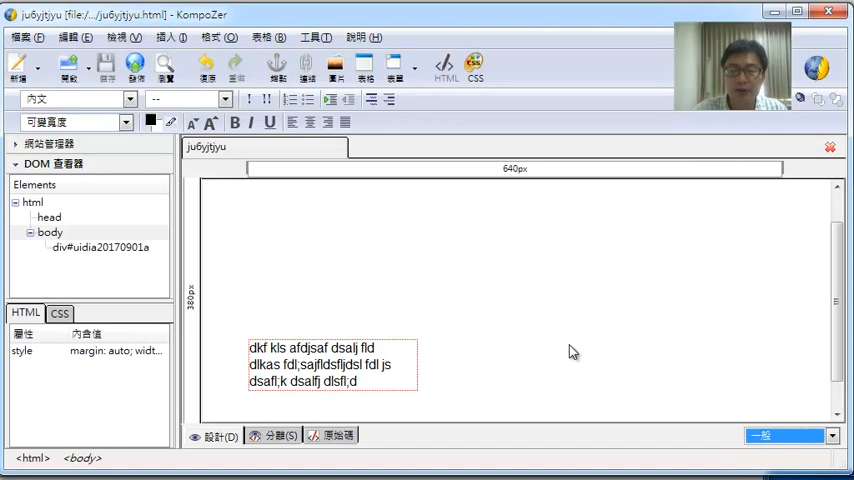 ju6yjtjyu [file:/.../ju6yjtjyu.html] - KompoZer
檔案(F) 編輯(E) 檢視(V) 插入(I) 格式(O) 表格(B) 工具(T) 說明(H)
新增 開啟 儲存 發佈 瀏覽 復原 重做 錨點 連結 圖片 表格 表單 HTML CSS
內文 -- ! !!
可變寬度 A A B I U
網站管理器
DOM 查看器
Elements
html
head
body
div#uidia20170901a
HTML CSS
屬性 內含值
style margin: auto; widt...
ju6yjtjyu
640px
380px
dkf kls afdjsaf dsalj fld
dlkas fdl;sajfldsfljdsl fdl js
dsafl;k dsalfj dlsfl;d
設計(D) 分離(S) 原始碼
一般
<html> <body>